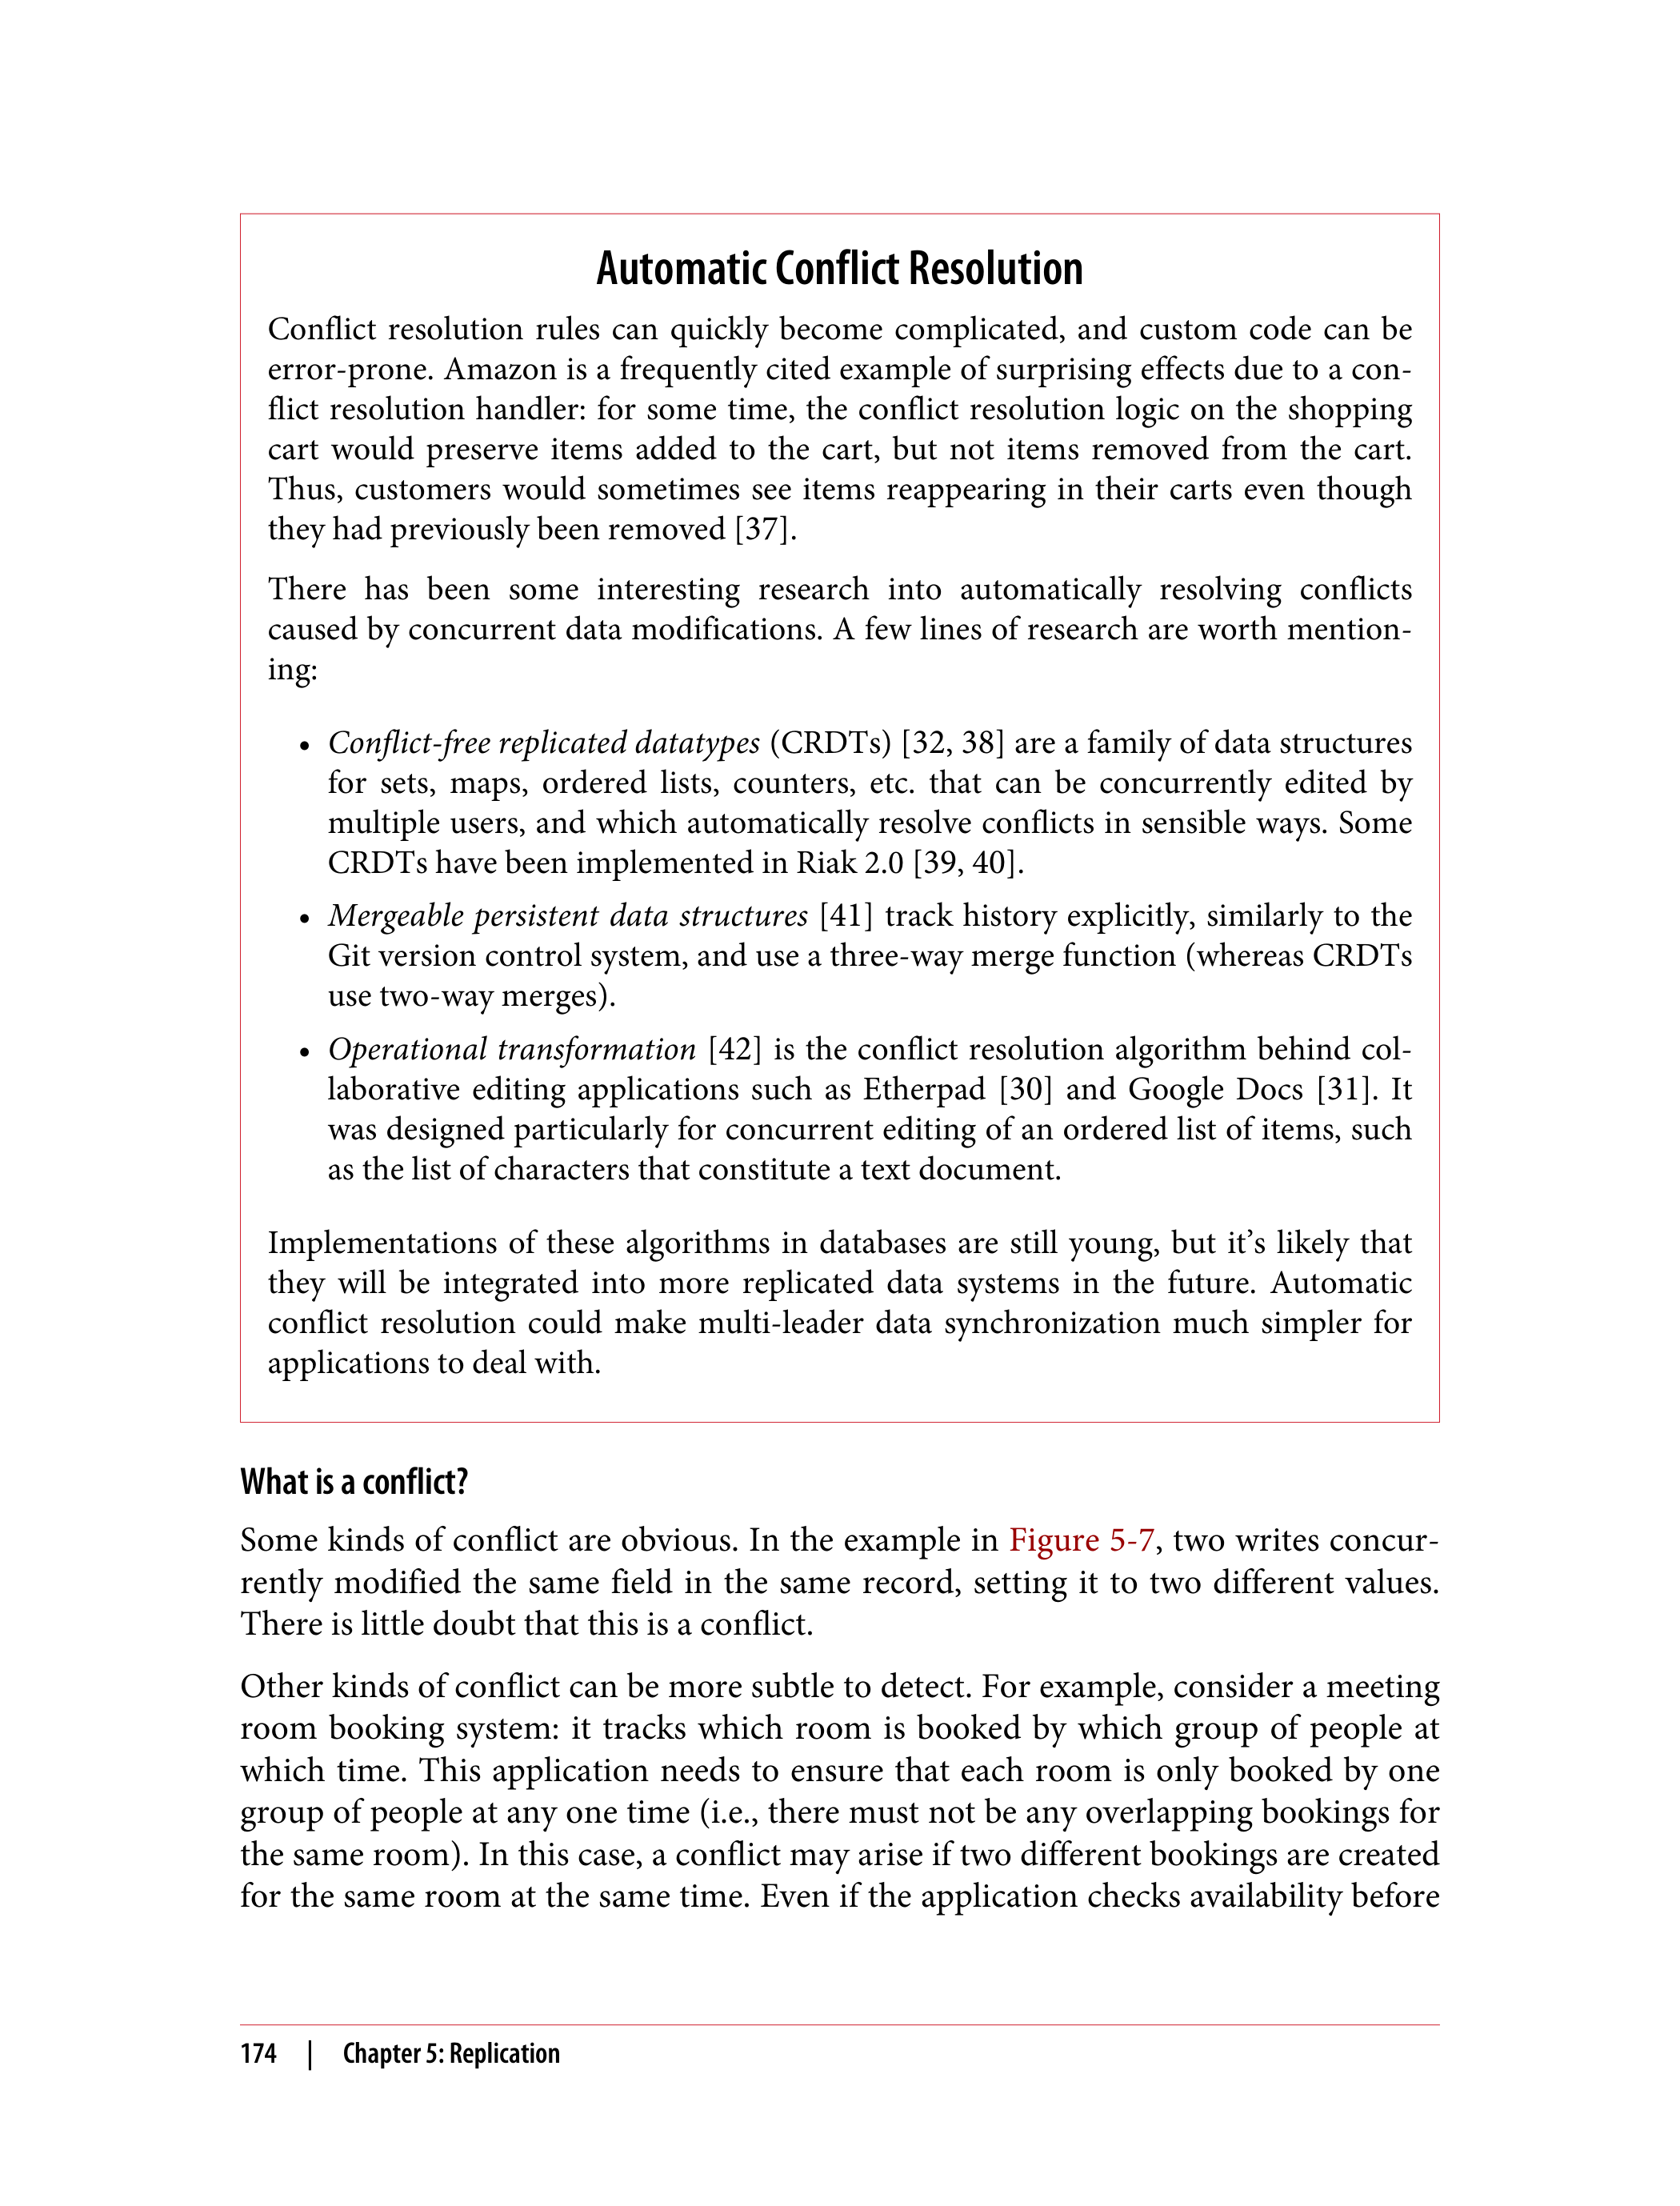 Automatic Conflict Resolution
Conflict resolution rules can quickly become complicated, and custom code can be
error-prone. Amazon is a frequently cited example of surprising effects due to a con-
flict resolution handler: for some time, the conflict resolution logic on the shopping
cart would preserve items added to the cart, but not items removed from the cart.
Thus, customers would sometimes see items reappearing in their carts even though
they had previously been removed [37].
There has been some interesting research into automatically resolving conflicts
caused by concurrent data modifications. A few lines of research are worth mention-
ing:
• Conflict-free replicated datatypes (CRDTs) [32, 38] are a family of data structures
for sets, maps, ordered lists, counters, etc. that can be concurrently edited by
multiple users, and which automatically resolve conflicts in sensible ways. Some
CRDTs have been implemented in Riak 2.0 [39, 40].
• Mergeable persistent data structures [41] track history explicitly, similarly to the
Git version control system, and use a three-way merge function (whereas CRDTs
use two-way merges).
• Operational transformation [42] is the conflict resolution algorithm behind col-
laborative editing applications such as Etherpad [30] and Google Docs [31]. It
was designed particularly for concurrent editing of an ordered list of items, such
as the list of characters that constitute a text document.
Implementations of these algorithms in databases are still young, but it’s likely that
they will be integrated into more replicated data systems in the future. Automatic
conflict resolution could make multi-leader data synchronization much simpler for
applications to deal with.
What is a conflict?
Some kinds of conflict are obvious. In the example in Figure 5-7, two writes concur-
rently modified the same field in the same record, setting it to two different values.
There is little doubt that this is a conflict.
Other kinds of conflict can be more subtle to detect. For example, consider a meeting
room booking system: it tracks which room is booked by which group of people at
which time. This application needs to ensure that each room is only booked by one
group of people at any one time (i.e., there must not be any overlapping bookings for
the same room). In this case, a conflict may arise if two different bookings are created
for the same room at the same time. Even if the application checks availability before
174 | Chapter 5: Replication